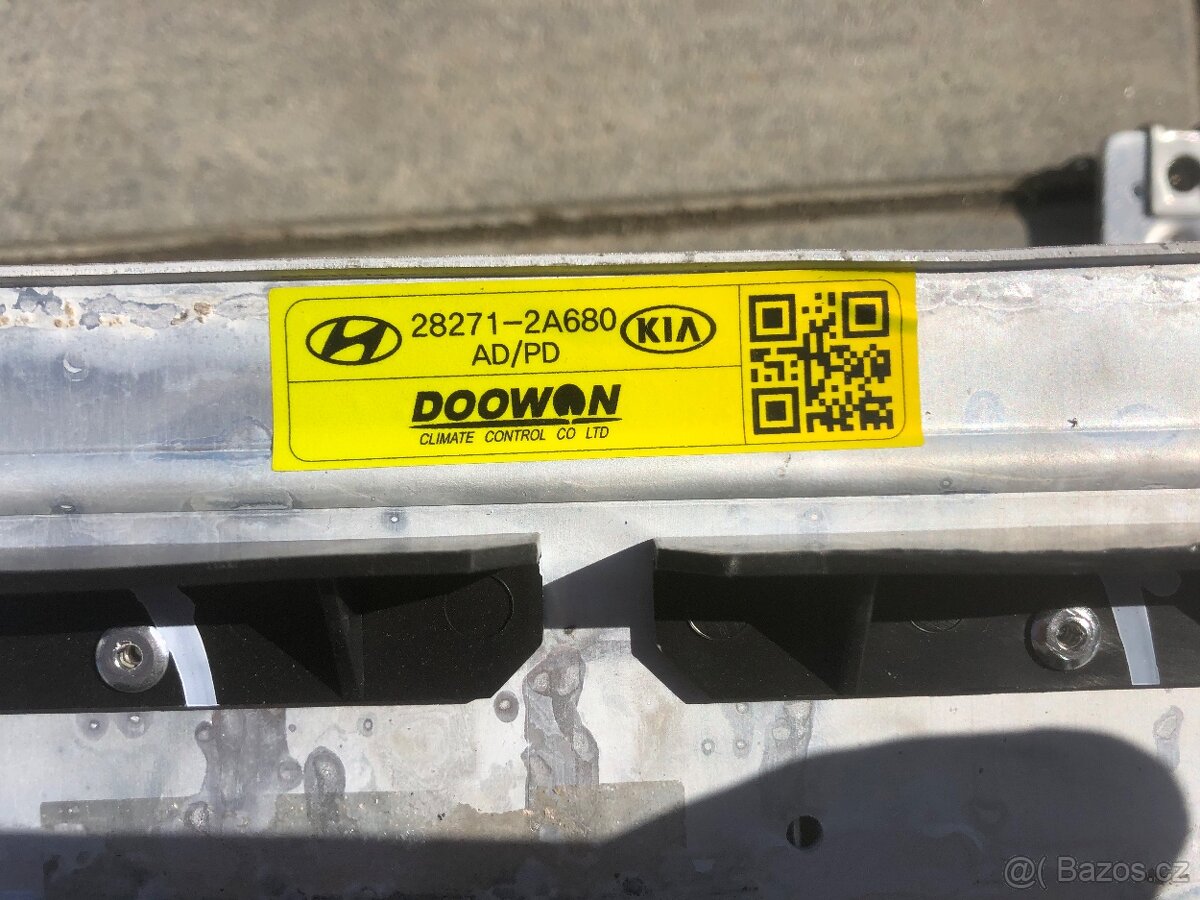 28271-2A680
KIA
AD/PD
DOOWON
CLIMATE CONTROL CO LTD
@( Bazos.cz